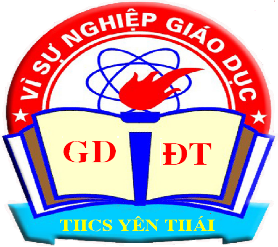 VÌ SỰ NGHIỆP GIÁO DỤC
GD ĐT
THCS YÊN THÁI